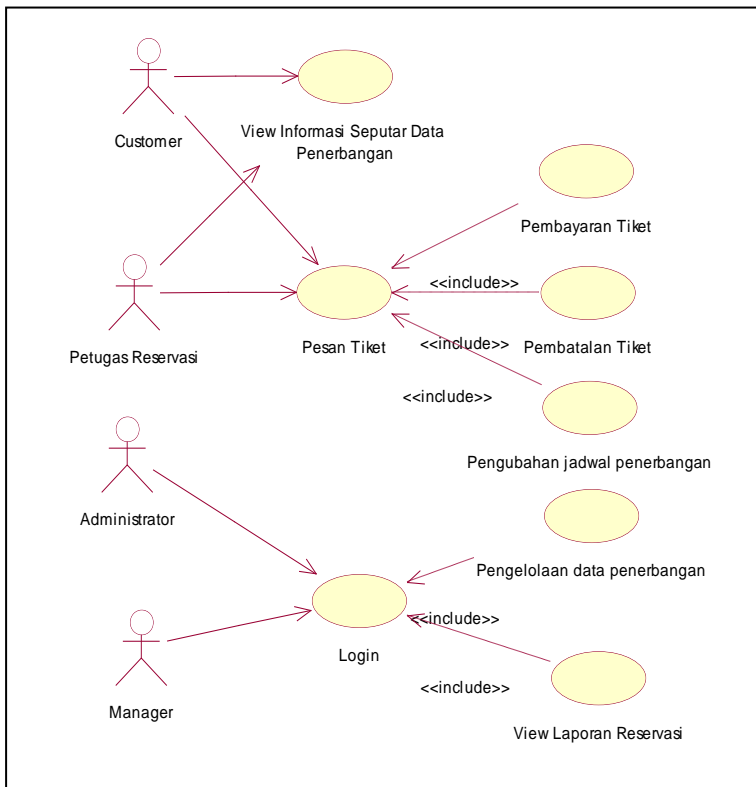 Customer
View Informasi Seputar Data
Penerbangan
Pembayaran Tiket
<<include>>
Petugas Reservasi
Pesan Tiket
Pembatalan Tiket
<<include>>
<<include>>
Pengubahan jadwal penerbangan
Administrator
Pengelolaan data penerbangan
<<include>>
Login
<<include>>
Manager
View Laporan Reservasi